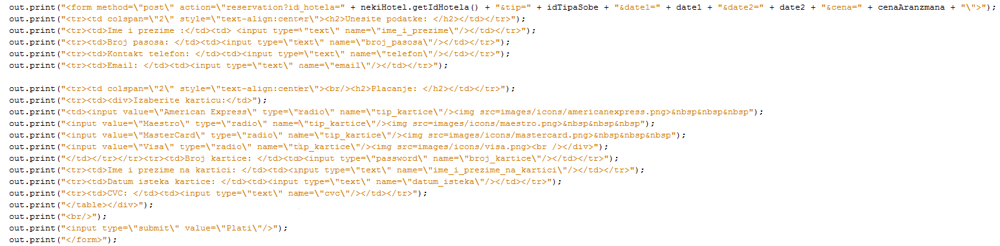 out.print("<form method=\"post\" action=\"reservation?id_hotela=" + nekiHotel.getIdHotela() + "&tip=" + idTipaSobe + "&date1=" + date1 + "&date2=" + date2 + "&cena=" + cenaAranzmana + "\">");
out.print("<tr><td colspan=\"2\" style=\"text-align:center\"><h2>Unesite podatke: </h2></td></tr>");
out.print("<tr><td>Ime i prezime :</td><td> <input type=\"text\" name=\"ime_i_prezime\"/></td></tr>");
out.print("<tr><td>Broj pasosa: </td><td><input type=\"text\" name=\"broj_pasosa\"/></td></tr>");
out.print("<tr><td>Kontakt telefon: </td><td><input type=\"text\" name=\"telefon\"/></td></tr>");
out.print("<tr><td>Email: </td><td><input type=\"text\" name=\"email\"/></td></tr>");
out.print("<tr><td colspan=\"2\" style=\"text-align:center\"><br/><h2>Placanje: </h2></td></tr>");
out.print("<tr><td><div>Izaberite karticu:</td>");
out.print("<td><input value=\"American Express\" type=\"radio\" name=\"tip_kartice\"/><img src=images/icons/americanexpress.png>&nbsp&nbsp&nbsp");
out.print("<input value=\"Maestro\" type=\"radio\" name=\"tip_kartice\"/><img src=images/icons/maestro.png>&nbsp&nbsp&nbsp");
out.print("<input value=\"MasterCard\" type=\"radio\" name=\"tip_kartice\"/><img src=images/icons/mastercard.png>&nbsp&nbsp&nbsp");
out.print("<input value=\"Visa\" type=\"radio\" name=\"tip_kartice\"/><img src=images/icons/visa.png><br /></div>");
out.print("</td></tr></tr><tr><td>Broj kartice: </td><td><input type=\"password\" name=\"broj_kartice\"/></td></tr>");
out.print("<tr><td>Ime i prezime na kartici: </td><td><input type=\"text\" name=\"ime_i_prezime_na_kartici\"/></td></tr>");
out.print("<tr><td>Datum isteka kartice: </td><td><input type=\"text\" name=\"datum_isteka\"/></td></tr>");
out.print("<tr><td>CVC: </td><td><input type=\"text\" name=\"cvc\"/></td></tr>");
out.print("</table></div>");
out.print("<br/>");
out.print("<input type=\"submit\" value=\"Plati\"/>");
out.print("</form>");